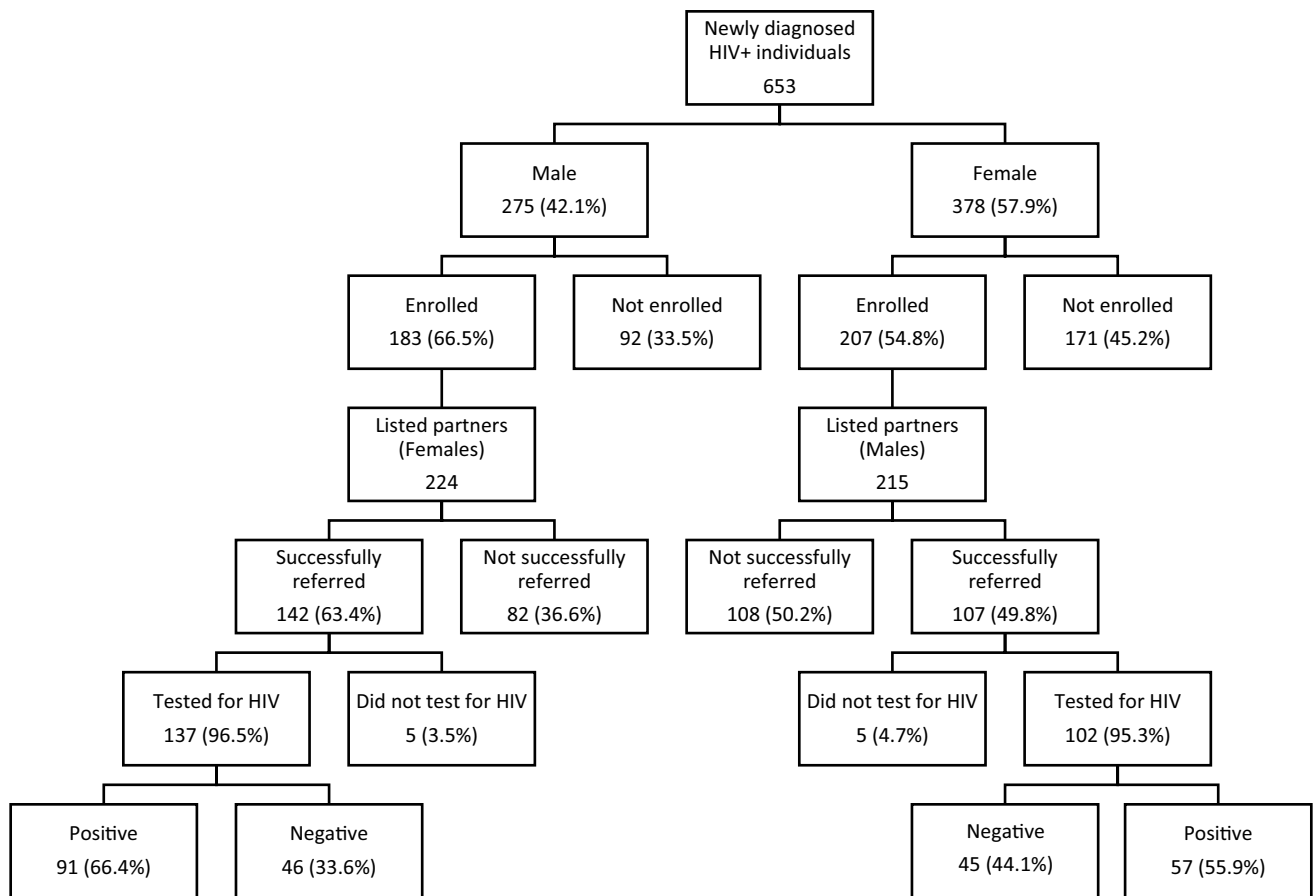 Newly diagnosed
HIV+ individuals
653
Male
275 (42.1%)
Female
378 (57.9%)
Enrolled
183 (66.5%)
Not enrolled
92 (33.5%)
Enrolled
207 (54.8%)
Not enrolled
171 (45.2%)
Listed partners
(Females)
224
Listed partners
(Males)
215
Successfully
referred
142 (63.4%)
Not successfully
referred
82 (36.6%)
Not successfully
referred
108 (50.2%)
Successfully
referred
107 (49.8%)
Tested for HIV
137 (96.5%)
Did not test for HIV
5 (3.5%)
Did not test for HIV
5 (4.7%)
Tested for HIV
102 (95.3%)
Positive
91 (66.4%)
Negative
46 (33.6%)
Negative
45 (44.1%)
Positive
57 (55.9%)